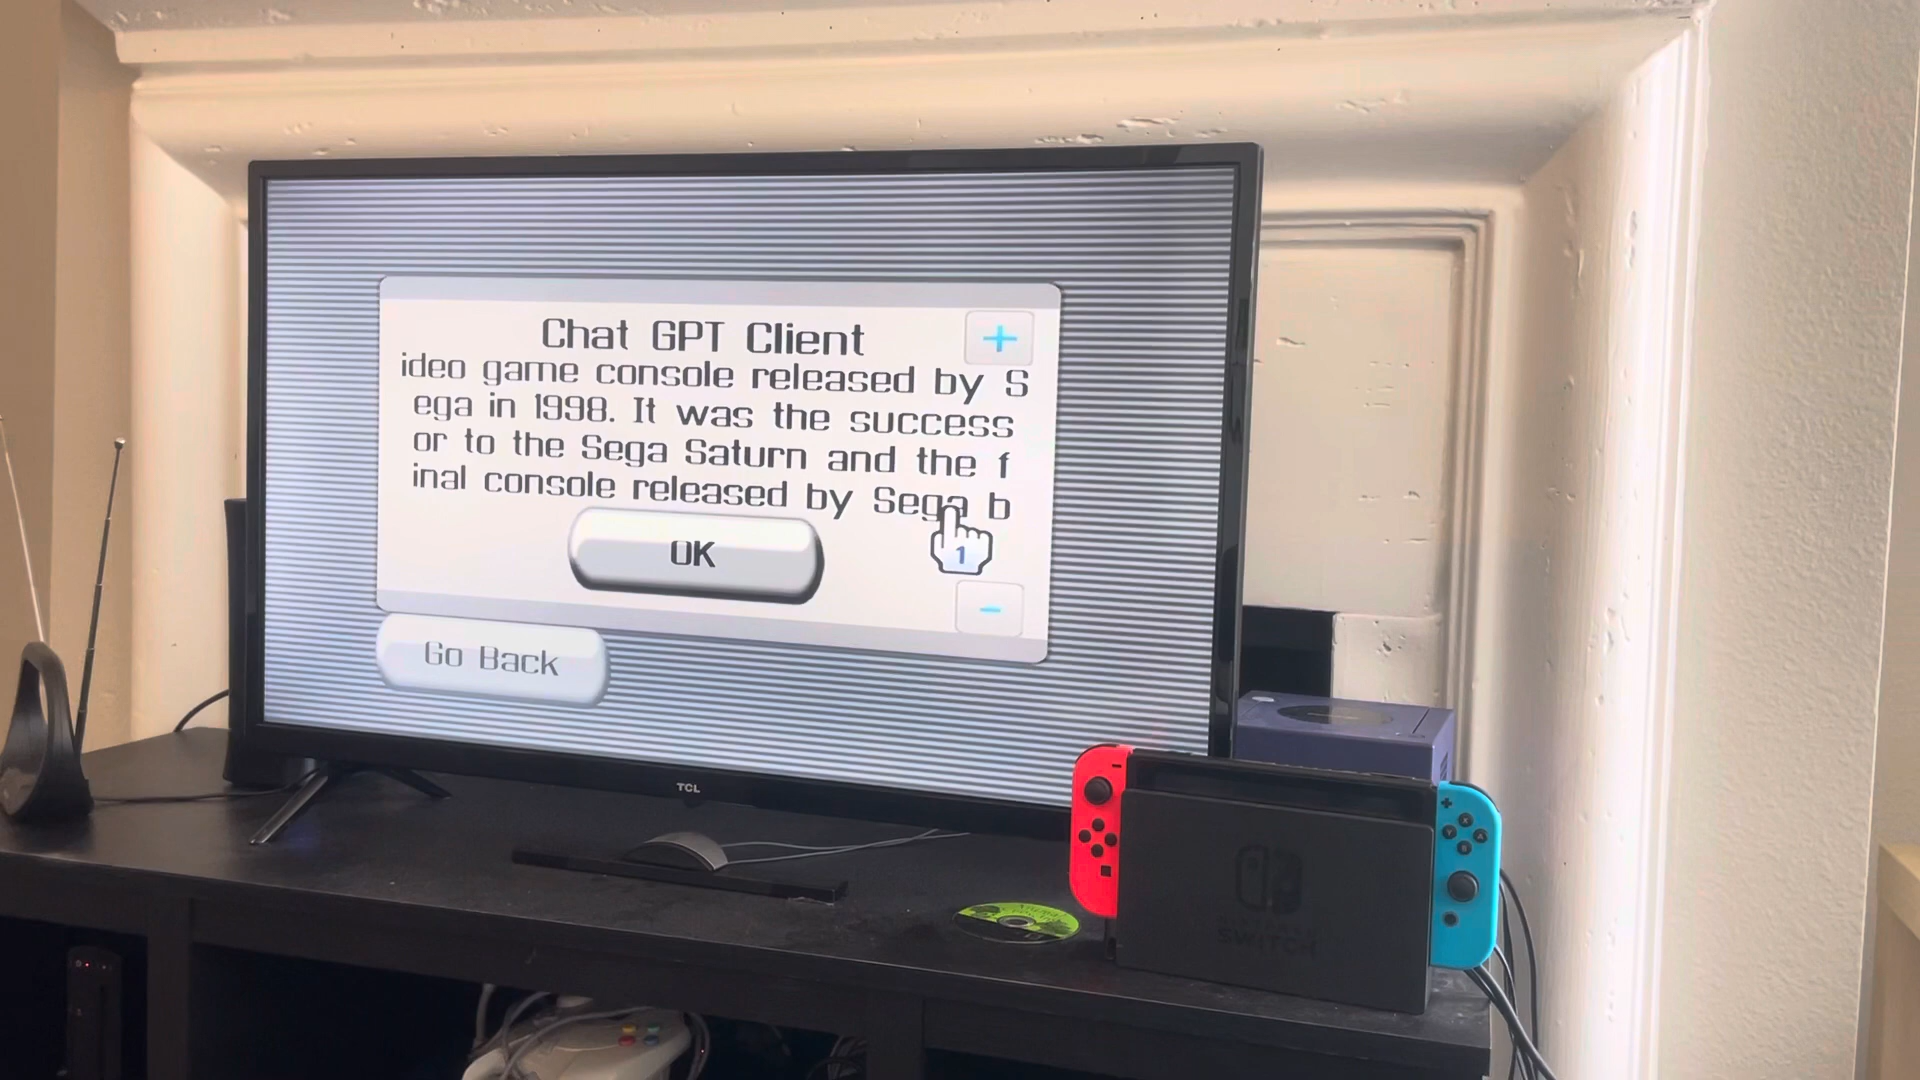 Chat GPT Client
+
ideo game console released by S
ega in 1998. It was the success
or to the Sega Saturn and the f
inal console released by Sega b
1
OK
-
Go Back
TCL
SWITCH